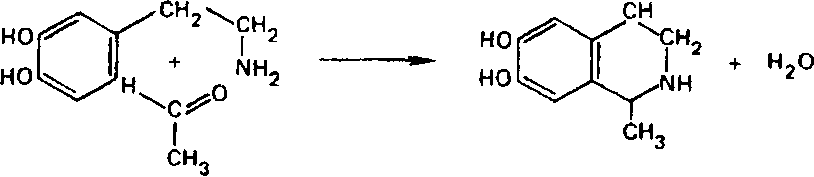 CH₂ CH₂ CH
HO + NH₂ HO CH₂
HO H HO NH + H₂O
C O
CH₃ CH₃